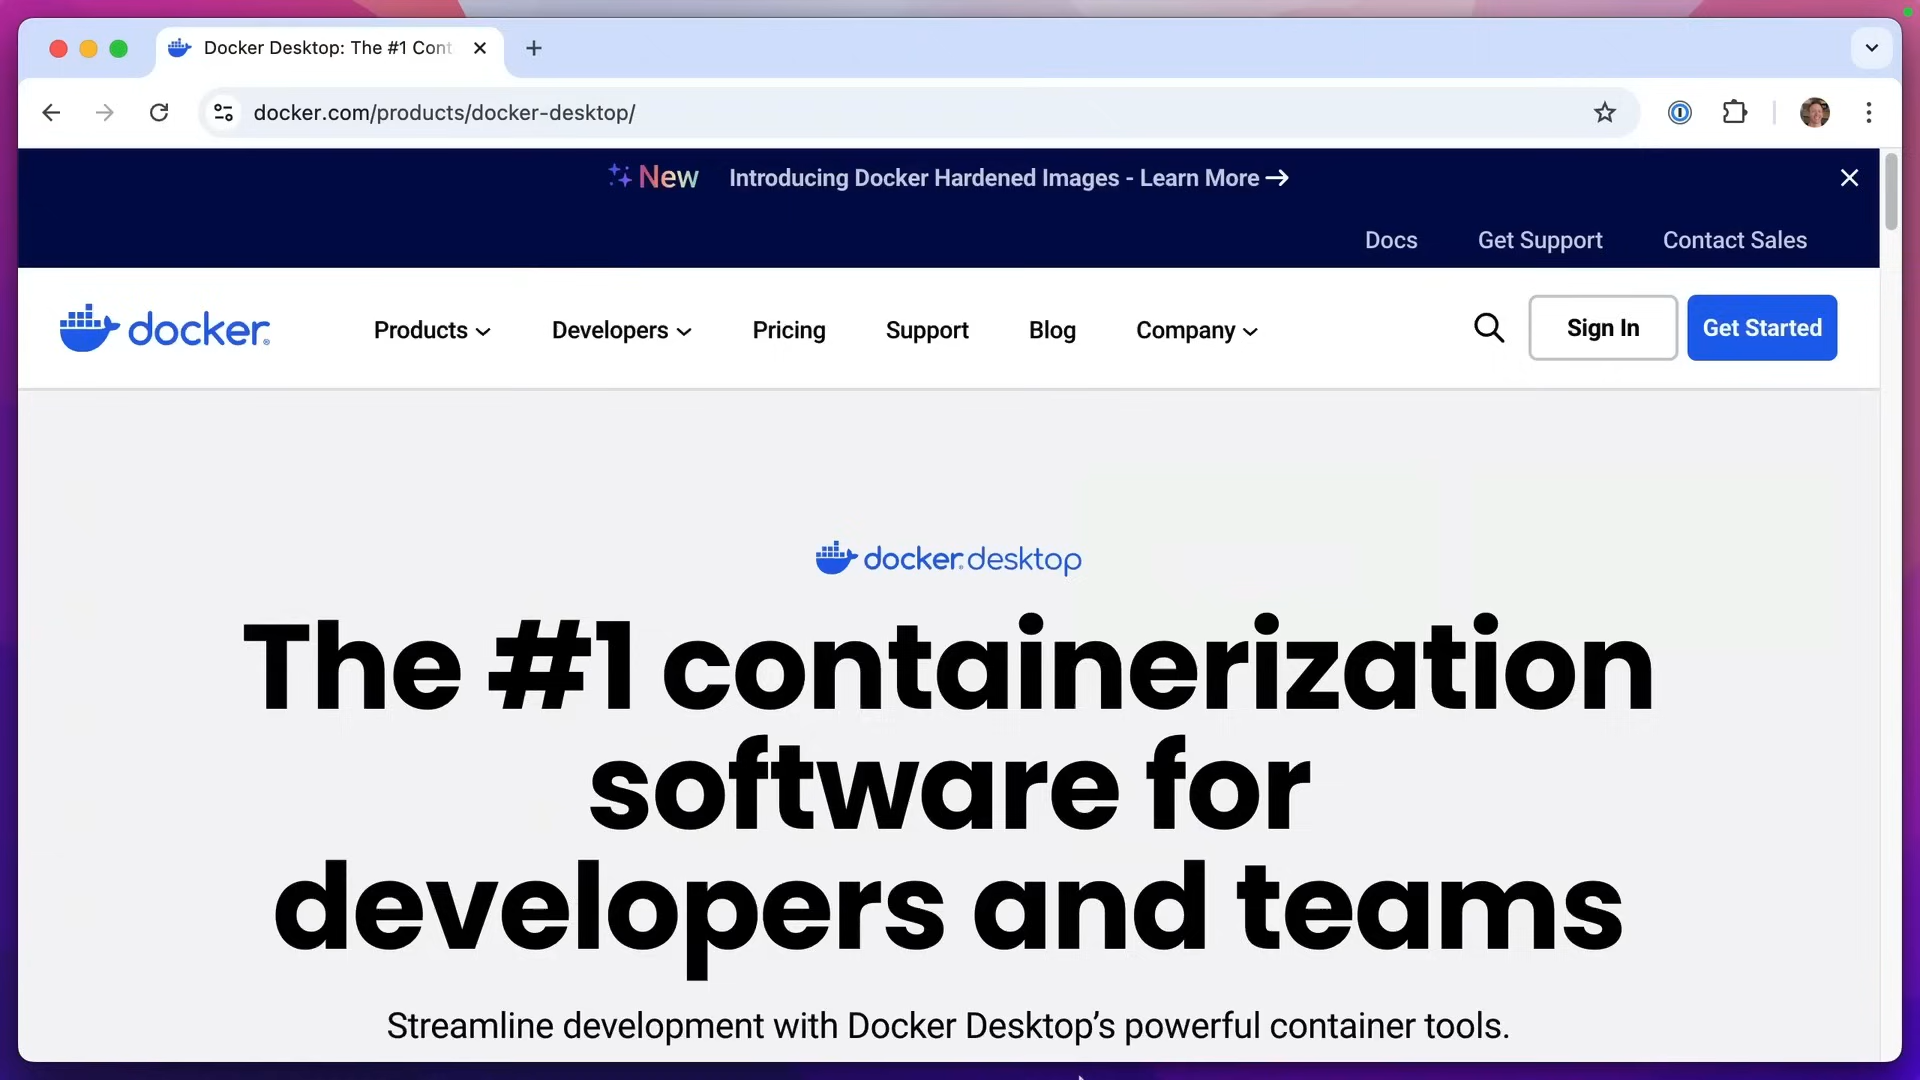 Docker Desktop: The #1 Cont
docker.com/products/docker-desktop/
New Introducing Docker Hardened Images - Learn More →
Docs Get Support Contact Sales
docker Products Developers Pricing Support Blog Company Sign In Get Started
docker desktop
The #1 containerization
software for
developers and teams
Streamline development with Docker Desktop’s powerful container tools.